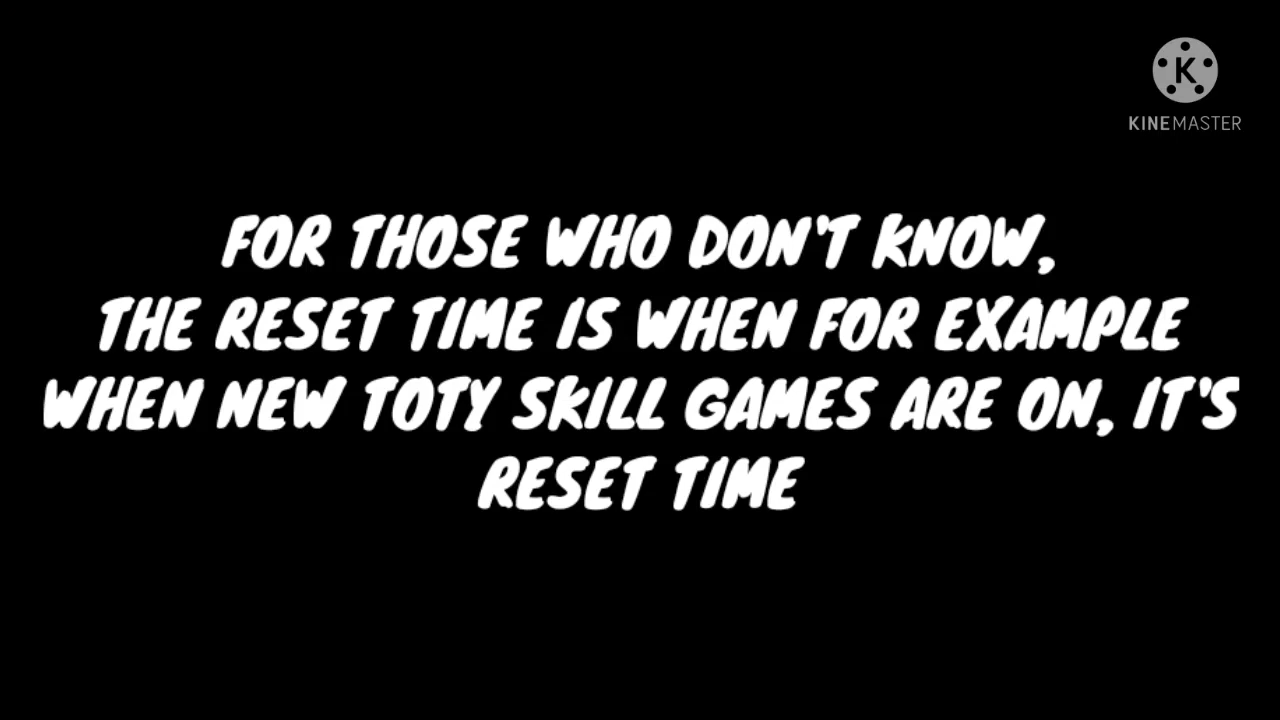 K
KINEMASTER
FOR THOSE WHO DON'T KNOW,
THE RESET TIME IS WHEN FOR EXAMPLE
WHEN NEW TOTY SKILL GAMES ARE ON, IT'S
RESET TIME